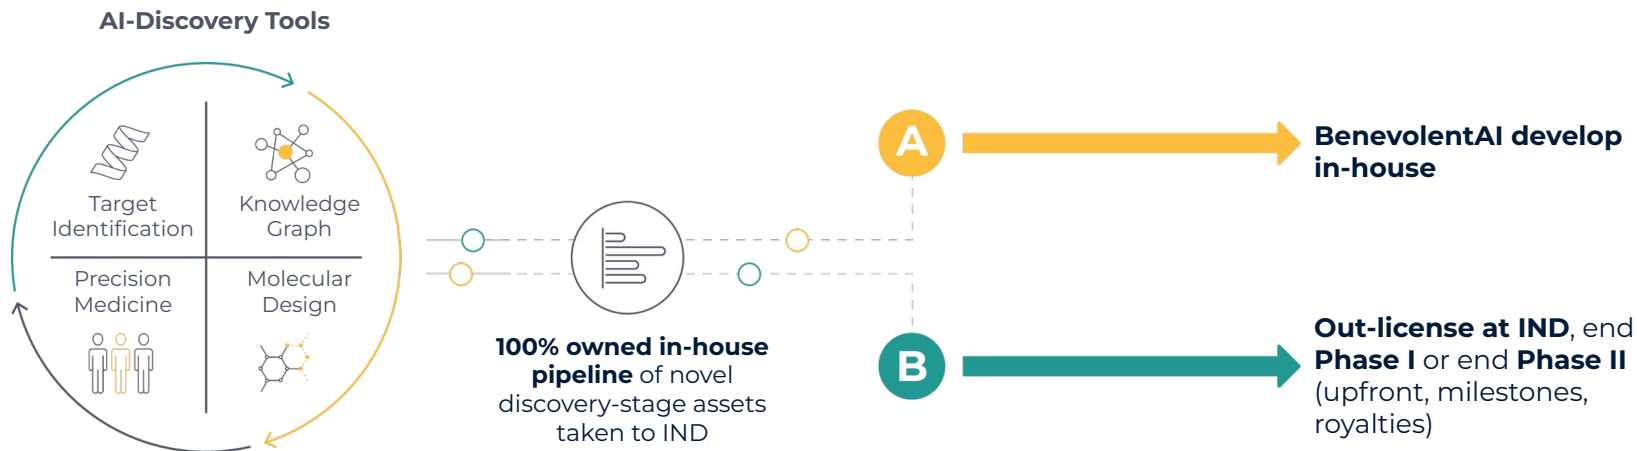 AI-Discovery Tools
Target
Identification
Knowledge
Graph
Precision
Medicine
Molecular
Design
100% owned in-house
pipeline of novel
discovery-stage assets
taken to IND
A
BenevolentAI develop
in-house
B
Out-license at IND, end
Phase I or end Phase II
(upfront, milestones,
royalties)